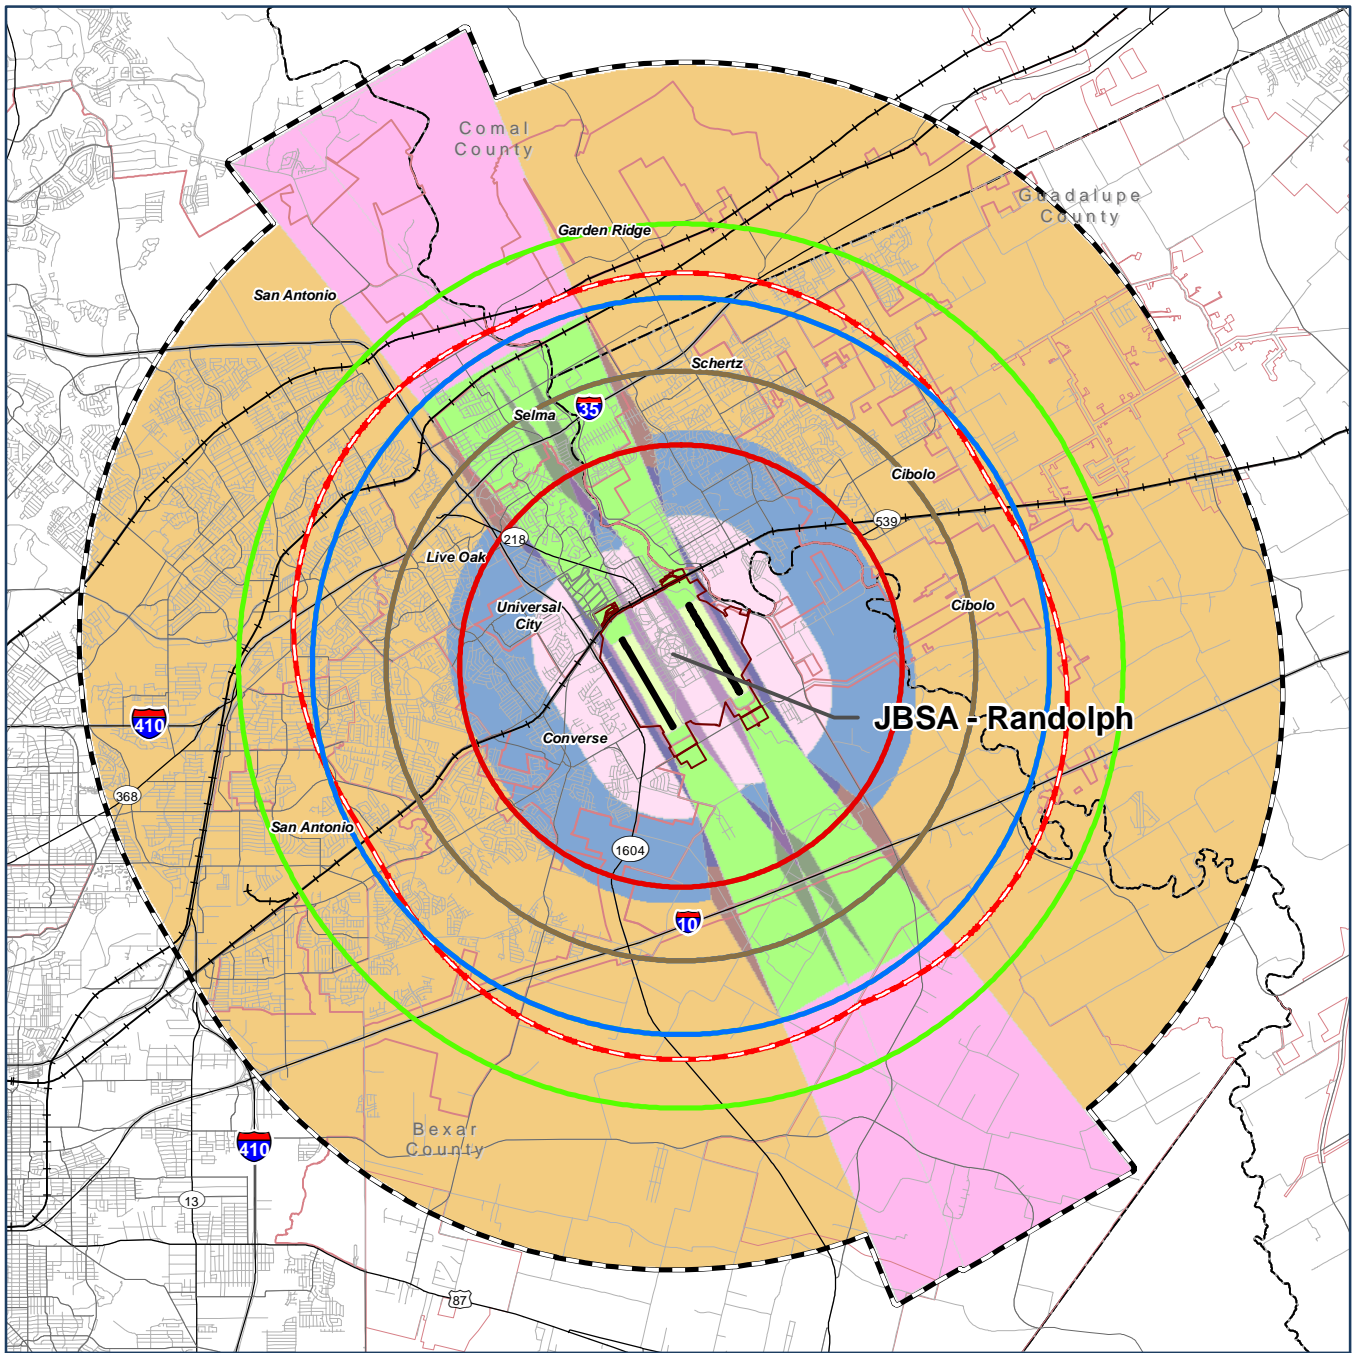 Comal
County
Guadalupe
County
Garden Ridge
San Antonio
Schertz
Selma
35
Cibolo
539
218
Live Oak
Universal
City
Cibolo
410
JBSA - Randolph
Converse
368
San Antonio
1604
10
Bexar
County
410
13
87